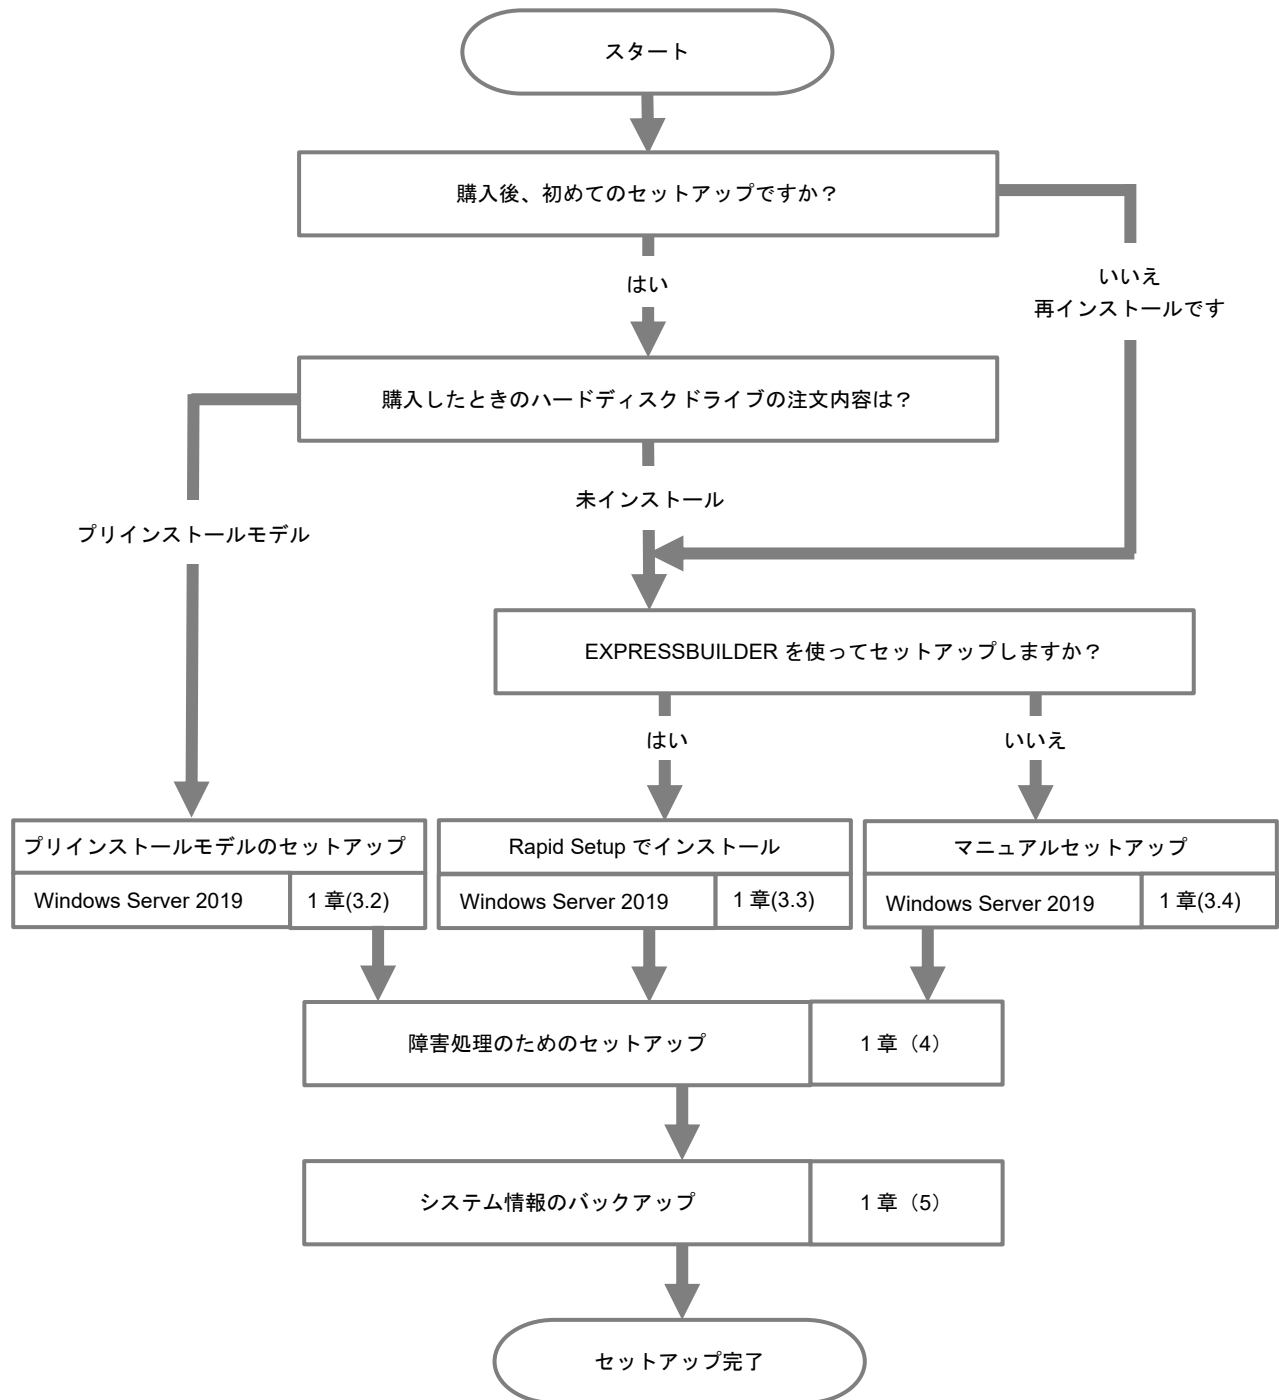 スタート
購入後、初めてのセットアップですか？
はい
いいえ
再インストールです
購入したときのハードディスクドライブの注文内容は？
未インストール
プリインストールモデル
EXPRESSBUILDER を使ってセットアップしますか？
はい
いいえ
プリインストールモデルのセットアップ
Windows Server 2019
1 章(3.2)
Rapid Setup でインストール
Windows Server 2019
1 章(3.3)
マニュアルセットアップ
Windows Server 2019
1 章(3.4)
障害処理のためのセットアップ
1 章（4）
システム情報のバックアップ
1 章（5）
セットアップ完了